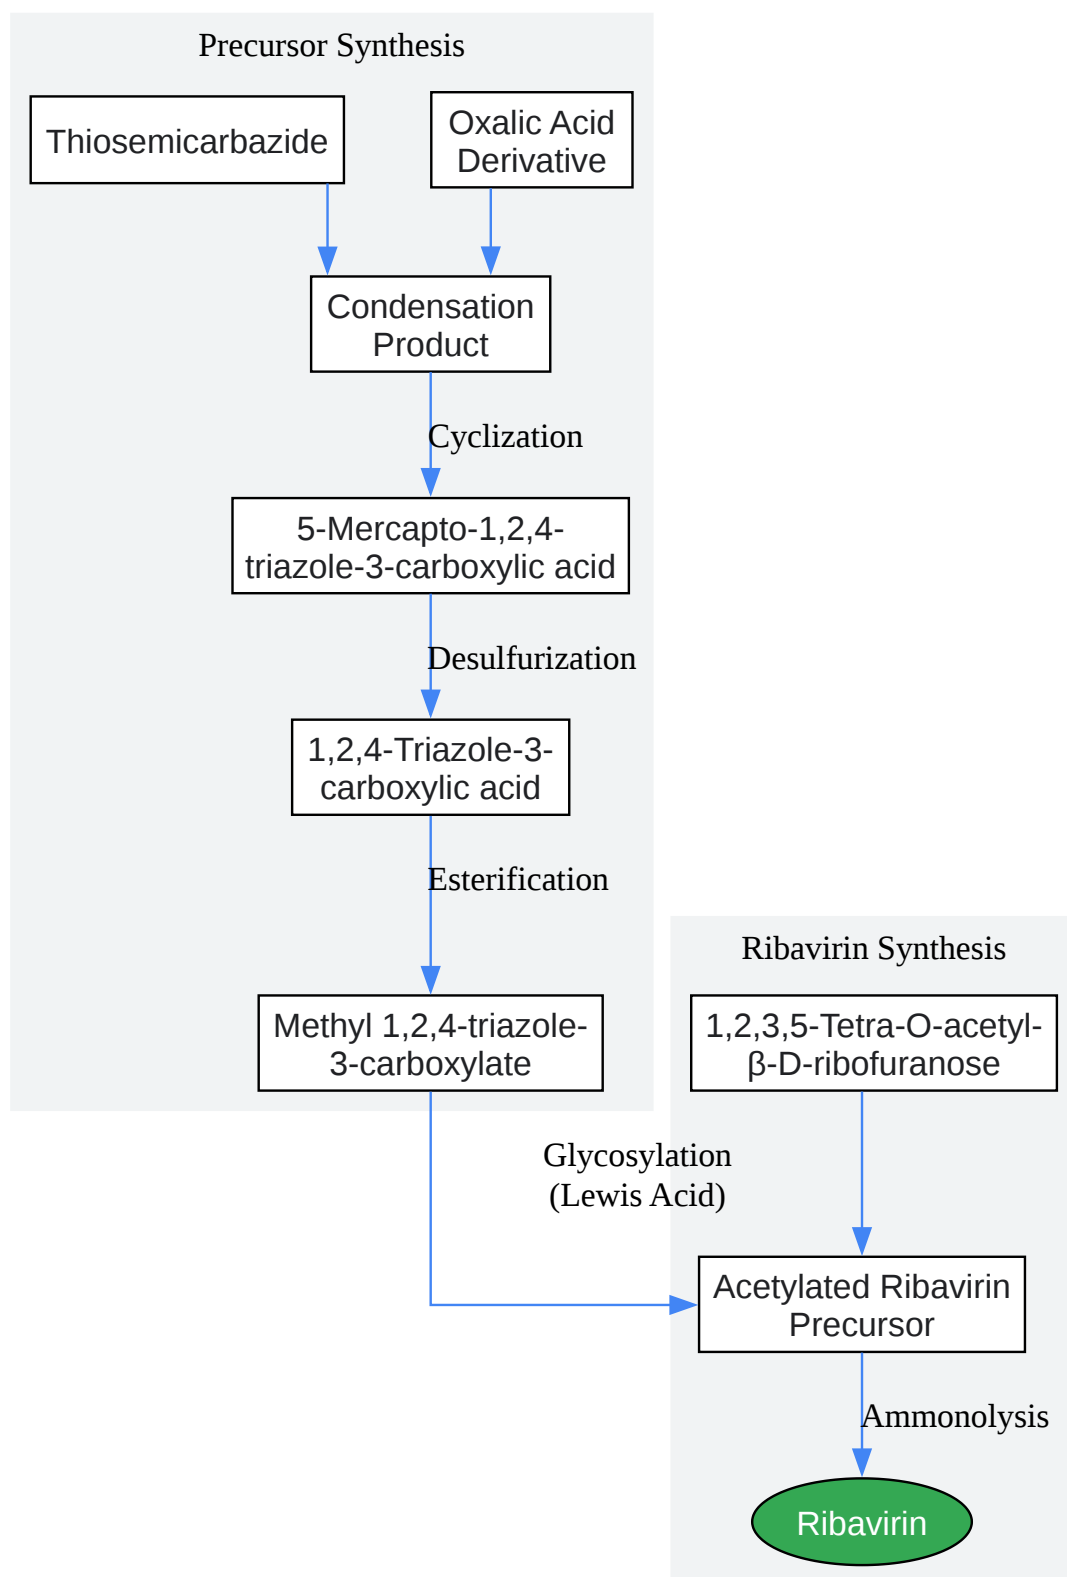 Precursor Synthesis
Thiosemicarbazide
Oxalic Acid
Derivative
Condensation
Product
Cyclization
5-Mercapto-1,2,4-
triazole-3-carboxylic acid
Desulfurization
1,2,4-Triazole-3-
carboxylic acid
Esterification
Methyl 1,2,4-triazole-
3-carboxylate
Ribavirin Synthesis
1,2,3,5-Tetra-O-acetyl-
β-D-ribofuranose
Glycosylation
(Lewis Acid)
Acetylated Ribavirin
Precursor
Ammonolysis
Ribavirin